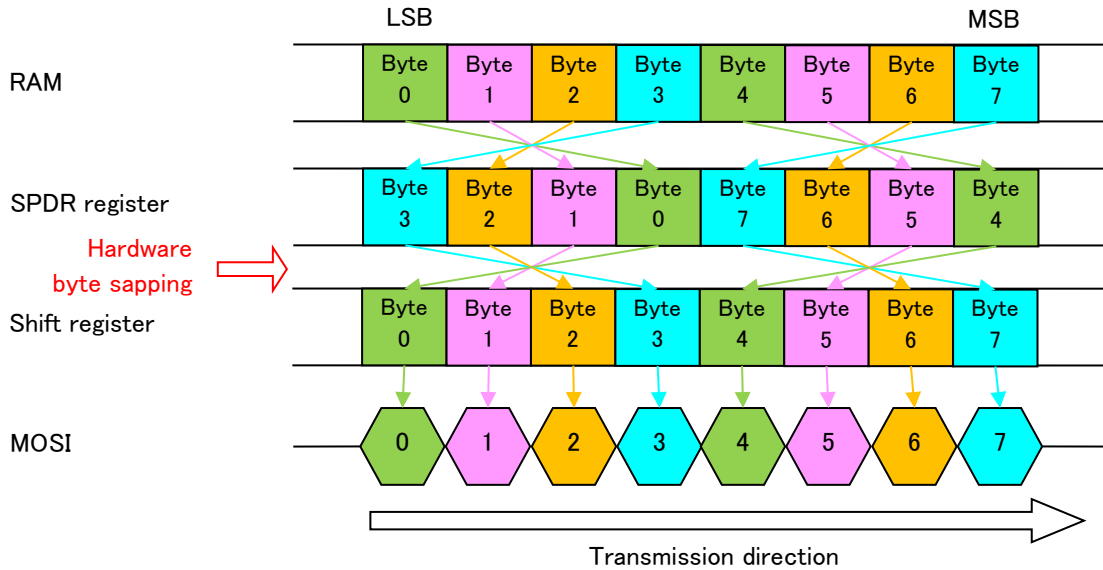 LSB MSB
RAM
Byte Byte Byte Byte Byte Byte Byte Byte
0 1 2 3 4 5 6 7
SPDR register
Byte Byte Byte Byte Byte Byte Byte Byte
3 2 1 0 7 6 5 4
Hardware
byte sapping
Shift register
Byte Byte Byte Byte Byte Byte Byte Byte
0 1 2 3 4 5 6 7
MOSI
0 1 2 3 4 5 6 7
Transmission direction